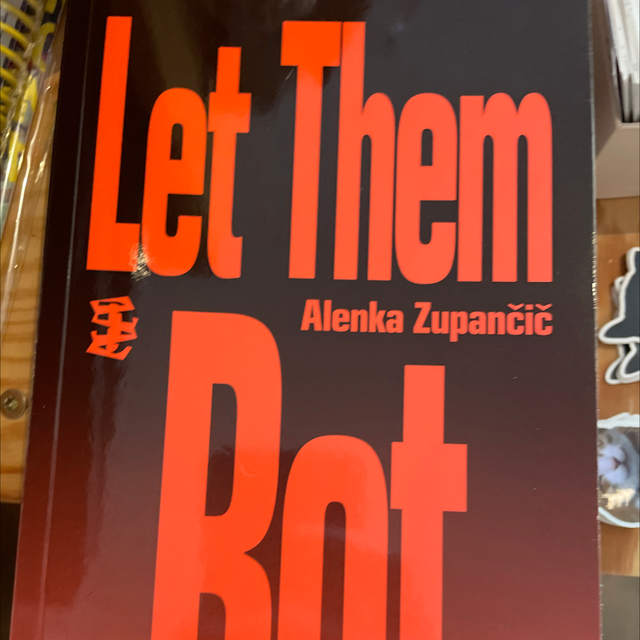 Let Them
Alenka Zupančič
Rot